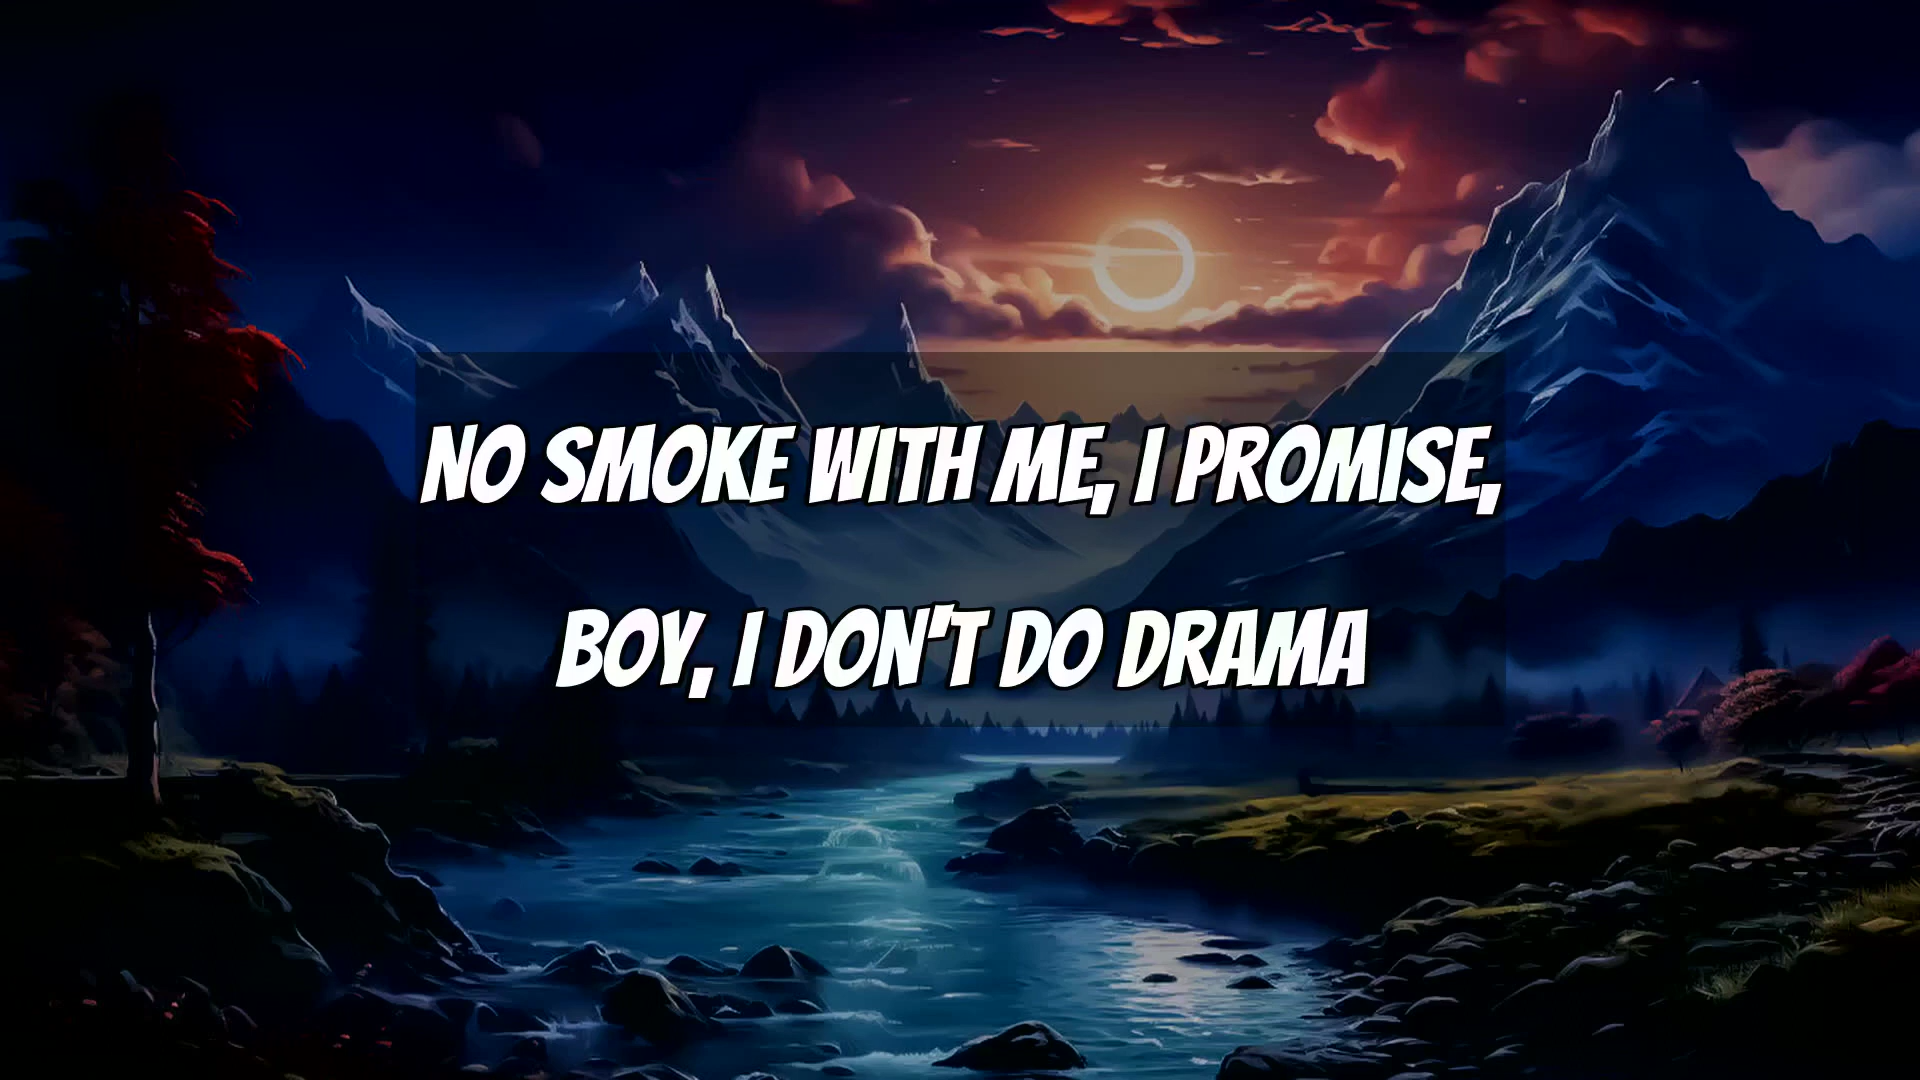 NO SMOKE WITH ME, I PROMISE,
BOY, I DON'T DO DRAMA